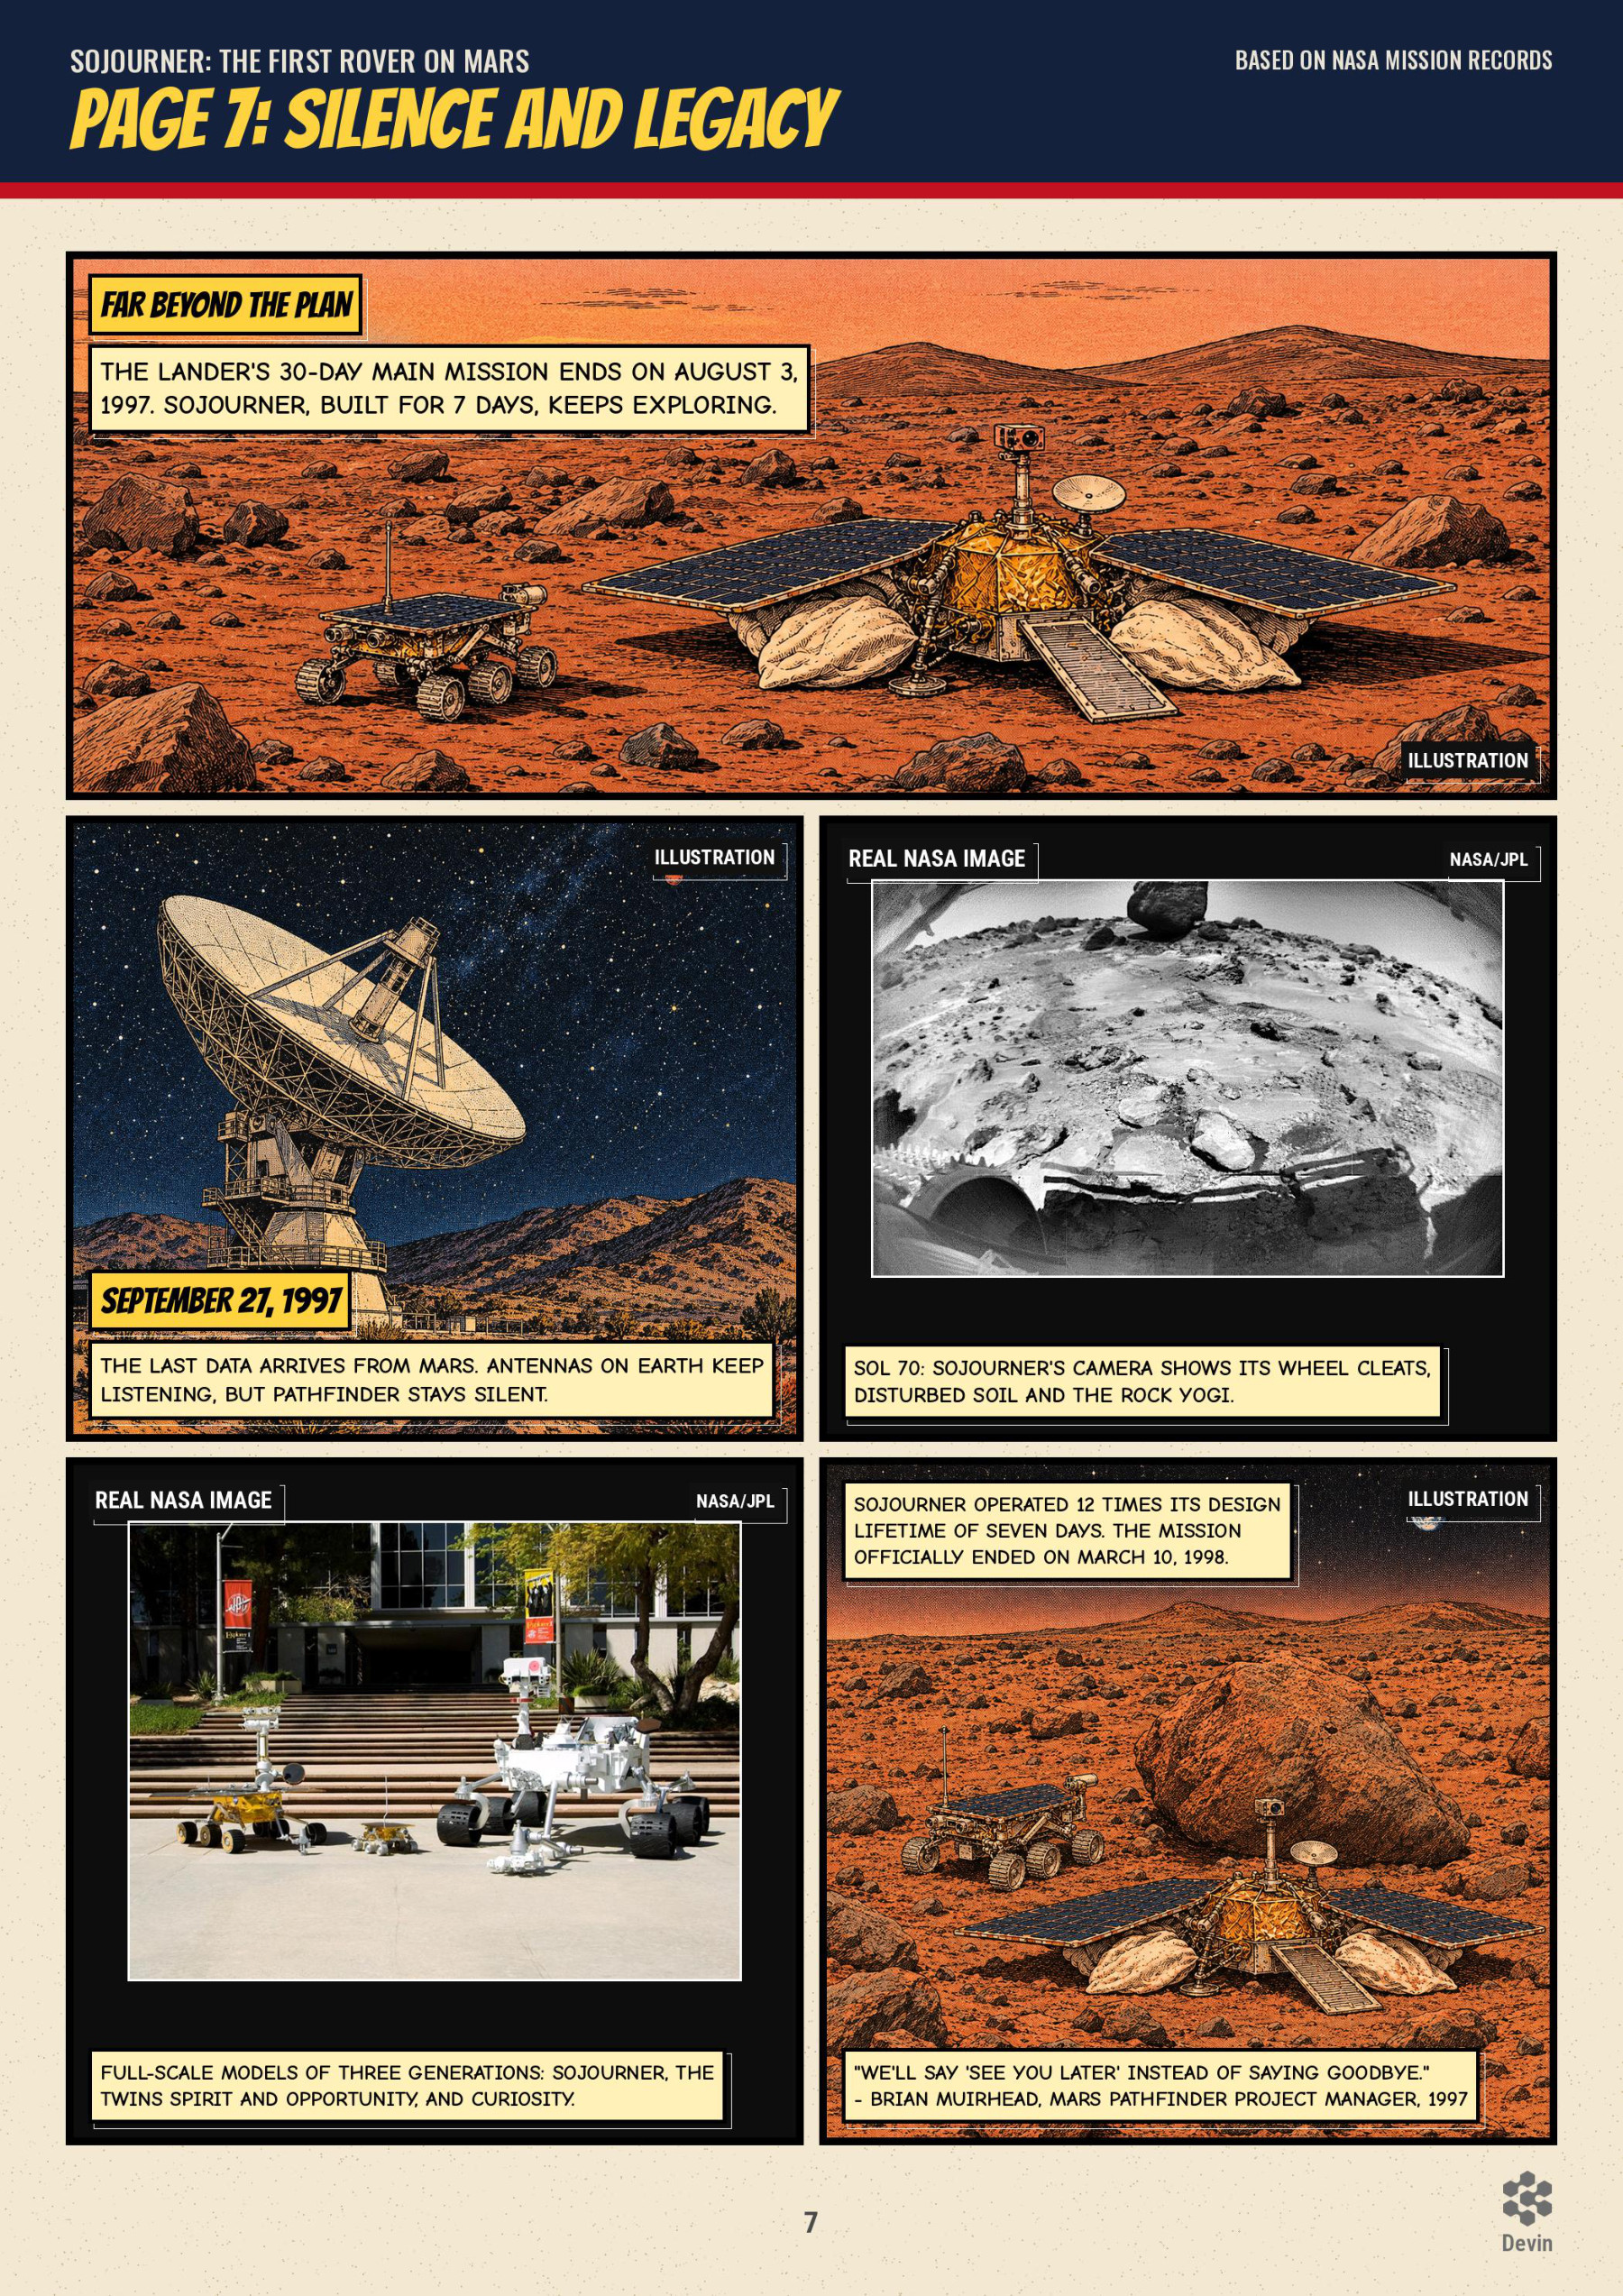 SOJOURNER: THE FIRST ROVER ON MARS
BASED ON NASA MISSION RECORDS
PAGE 7: SILENCE AND LEGACY
FAR BEYOND THE PLAN
THE LANDER'S 30-DAY MAIN MISSION ENDS ON AUGUST 3,
1997. SOJOURNER, BUILT FOR 7 DAYS, KEEPS EXPLORING.
ILLUSTRATION
ILLUSTRATION
SEPTEMBER 27, 1997
THE LAST DATA ARRIVES FROM MARS. ANTENNAS ON EARTH KEEP
LISTENING, BUT PATHFINDER STAYS SILENT.
REAL NASA IMAGE
NASA/JPL
SOL 70: SOJOURNER'S CAMERA SHOWS ITS WHEEL CLEATS,
DISTURBED SOIL AND THE ROCK YOGI.
REAL NASA IMAGE
NASA/JPL
FULL-SCALE MODELS OF THREE GENERATIONS: SOJOURNER, THE
TWINS SPIRIT AND OPPORTUNITY, AND CURIOSITY.
SOJOURNER OPERATED 12 TIMES ITS DESIGN
LIFETIME OF SEVEN DAYS. THE MISSION
OFFICIALLY ENDED ON MARCH 10, 1998.
ILLUSTRATION
"WE'LL SAY 'SEE YOU LATER' INSTEAD OF SAYING GOODBYE."
- BRIAN MUIRHEAD, MARS PATHFINDER PROJECT MANAGER, 1997
7
Devin